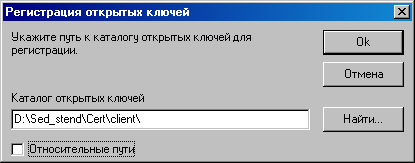 Регистрация открытых ключей
Укажите путь к каталогу открытых ключей для
регистрации.
Ok
Отмена
Каталог открытых ключей
D:\Sed_stend\Cert\client\
Найти...
Относительные пути